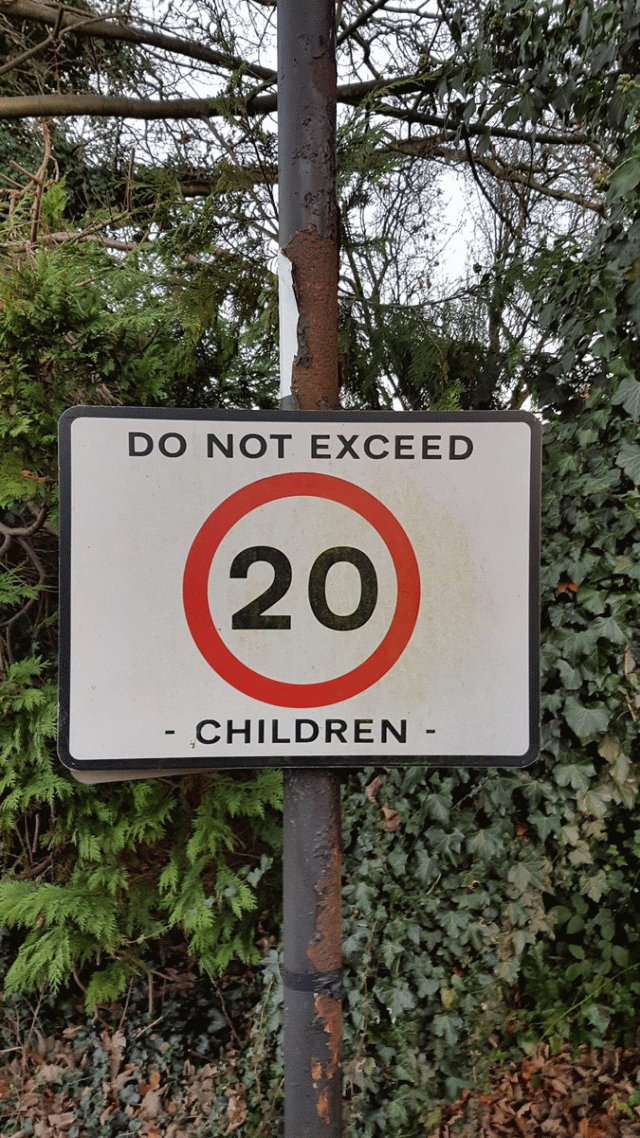 DO NOT EXCEED
20
- CHILDREN -